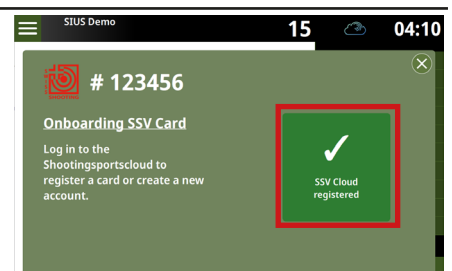 SIUS Demo
15
04:10
# 123456
SHOOTING
Onboarding SSV Card
Log in to the
Shootingsportscloud to
register a card or create a new
account.
SSV Cloud
registered